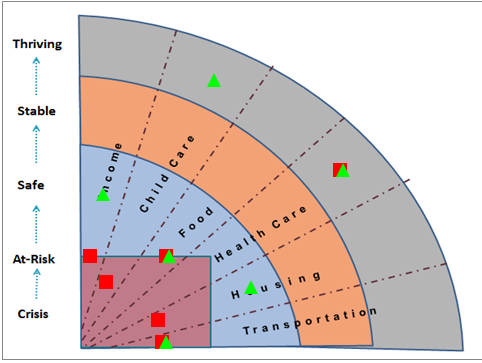 Thriving
Stable
Safe
At-Risk
Crisis
Income
Child Care
Food
Health Care
Housing
Transportation